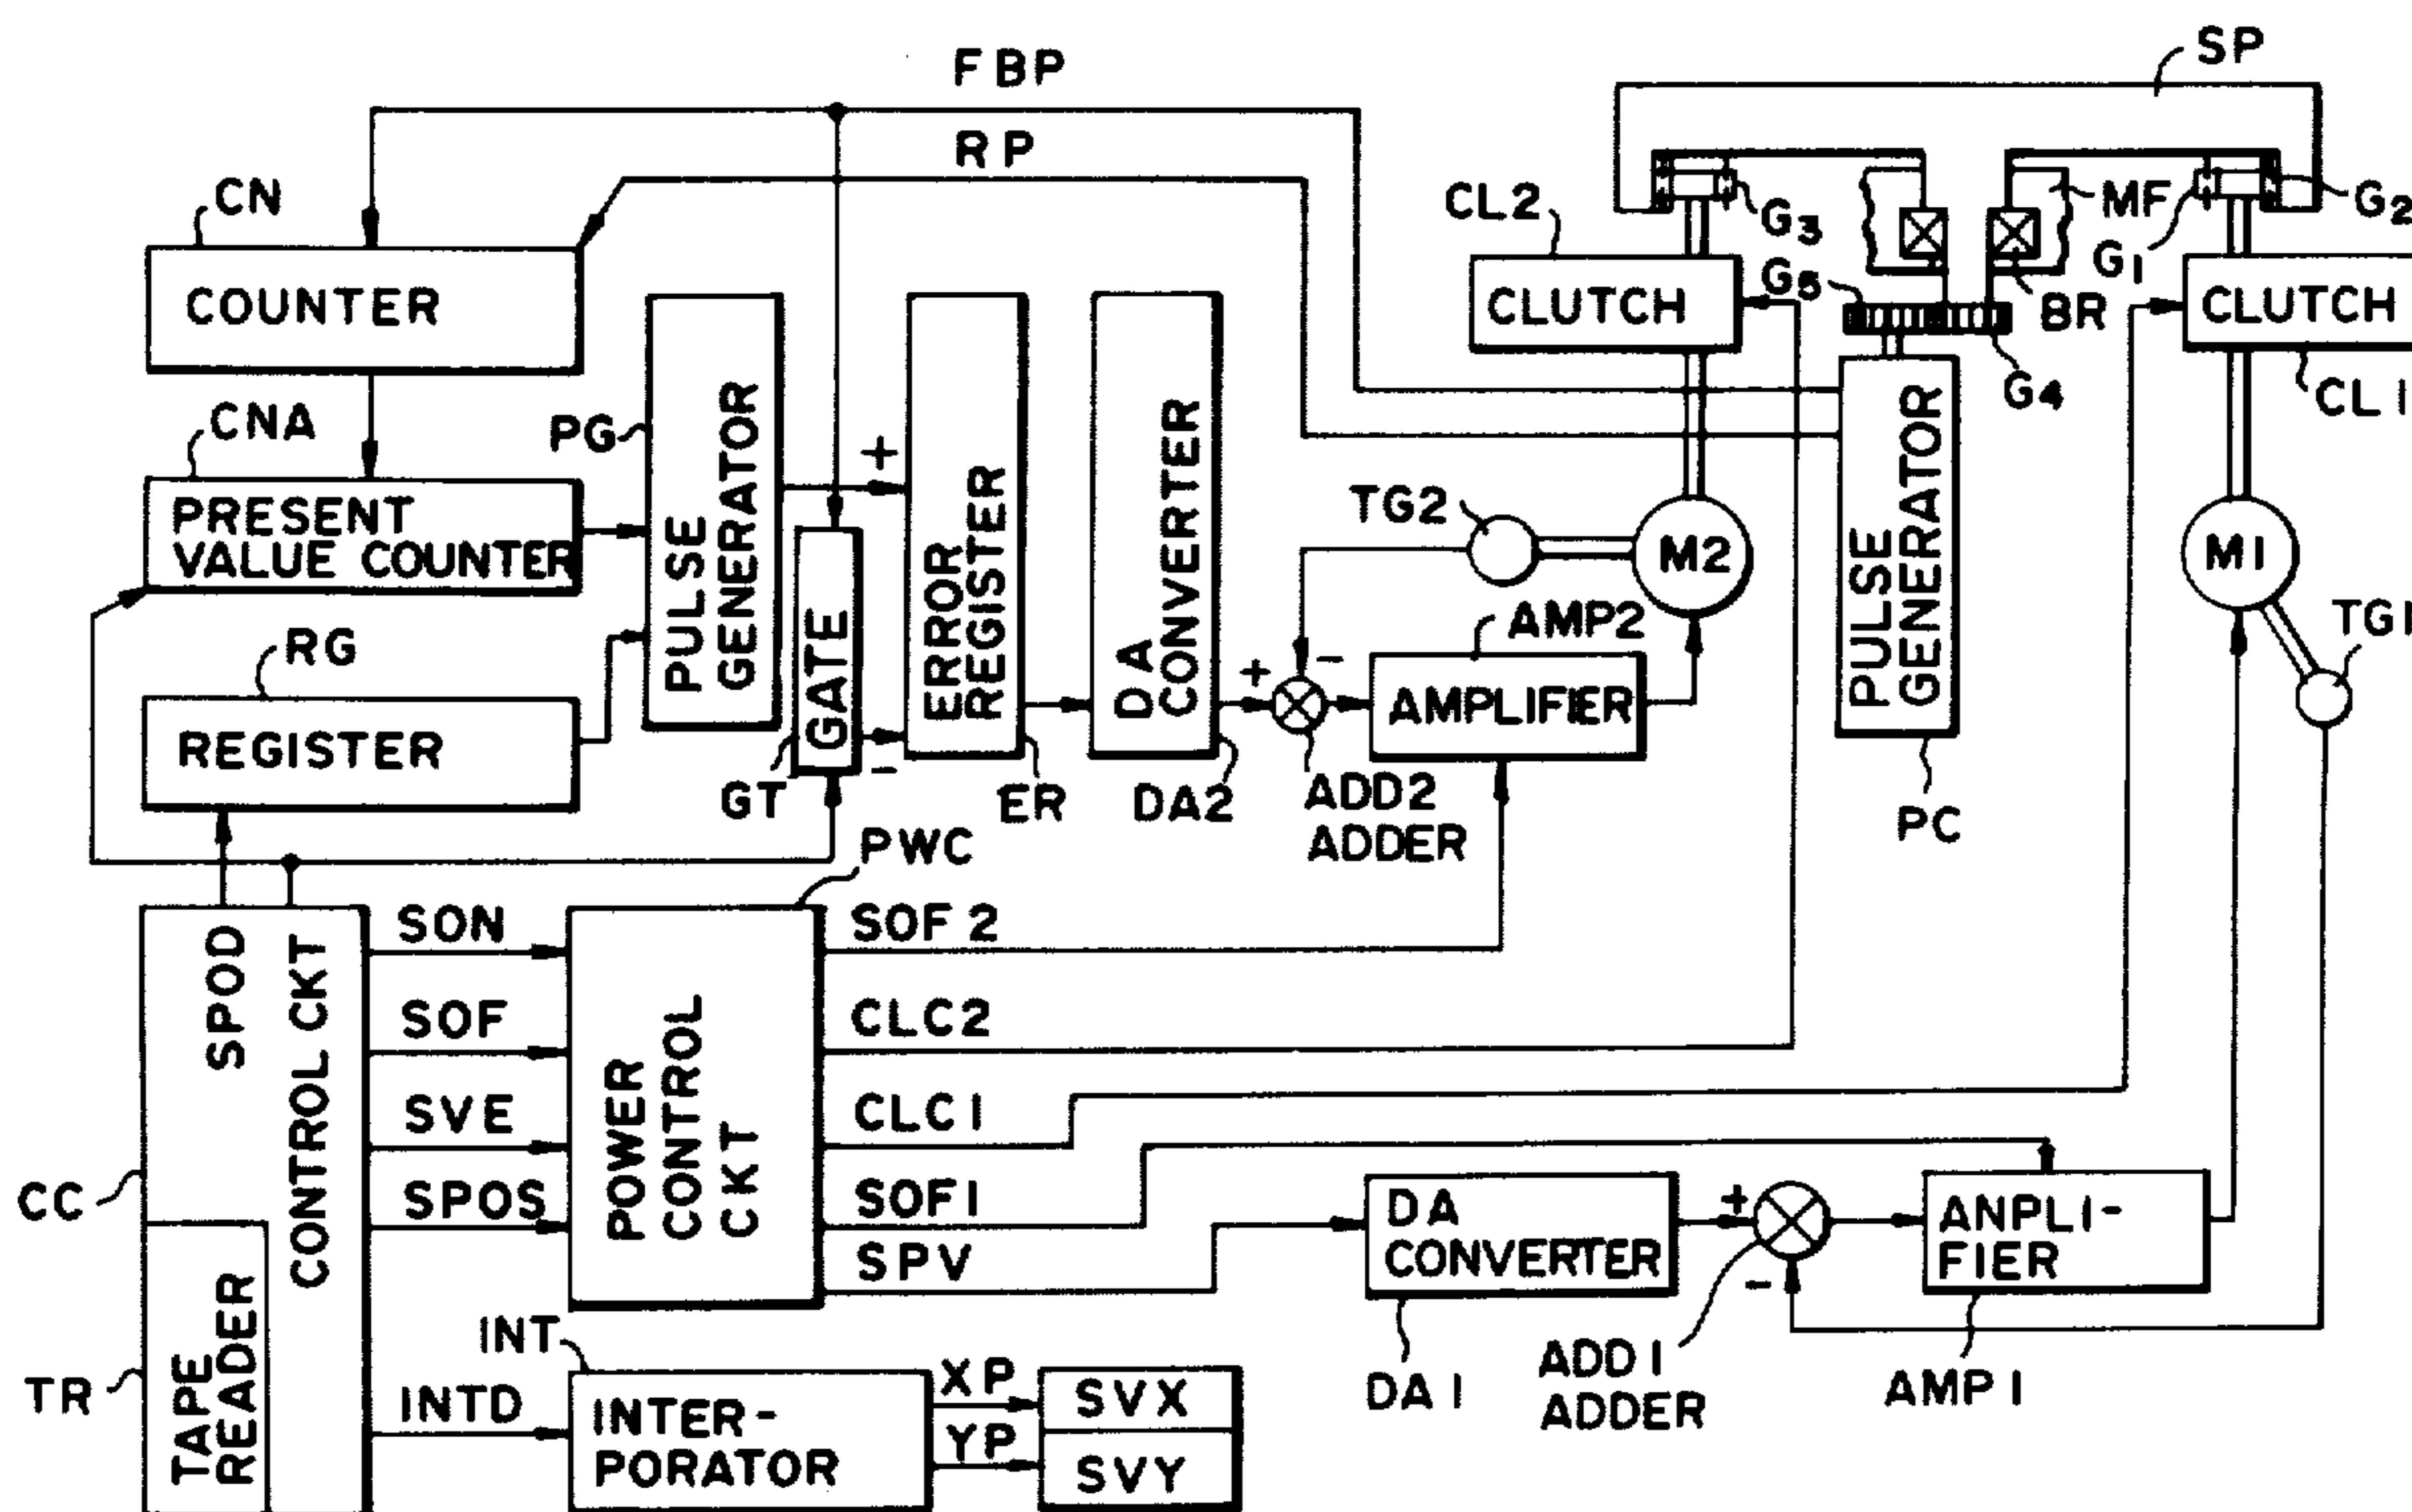 FBP
SP
RP
CN
COUNTER
CL2
CLUTCH
G3
MF
G1
G2
G5
BR
G4
CLUTCH
CL1
CNA
PRESENT
VALUE COUNTER
PG
PULSE
GENERATOR
+
GATE
-
GT
ERROR
REGISTER
ER
DA
CONVERTER
DA2
TG2
M2
AMP2
+
-
AMPLIFIER
ADD2
ADDER
PULSE
GENERATOR
PC
M1
TG1
RG
REGISTER
PWC
SPOD
CONTROL CKT
CC
TAPE
READER
TR
SON
SOF
SVE
SPOS
POWER
CONTROL
CKT
SOF2
CLC2
CLC1
SOF1
SPV
DA
CONVERTER
DA1
+
-
ADD1
ADDER
ANPLI-
FIER
AMP1
INT
INTD
INTER-
PORATOR
XP
YP
SVX
SVY